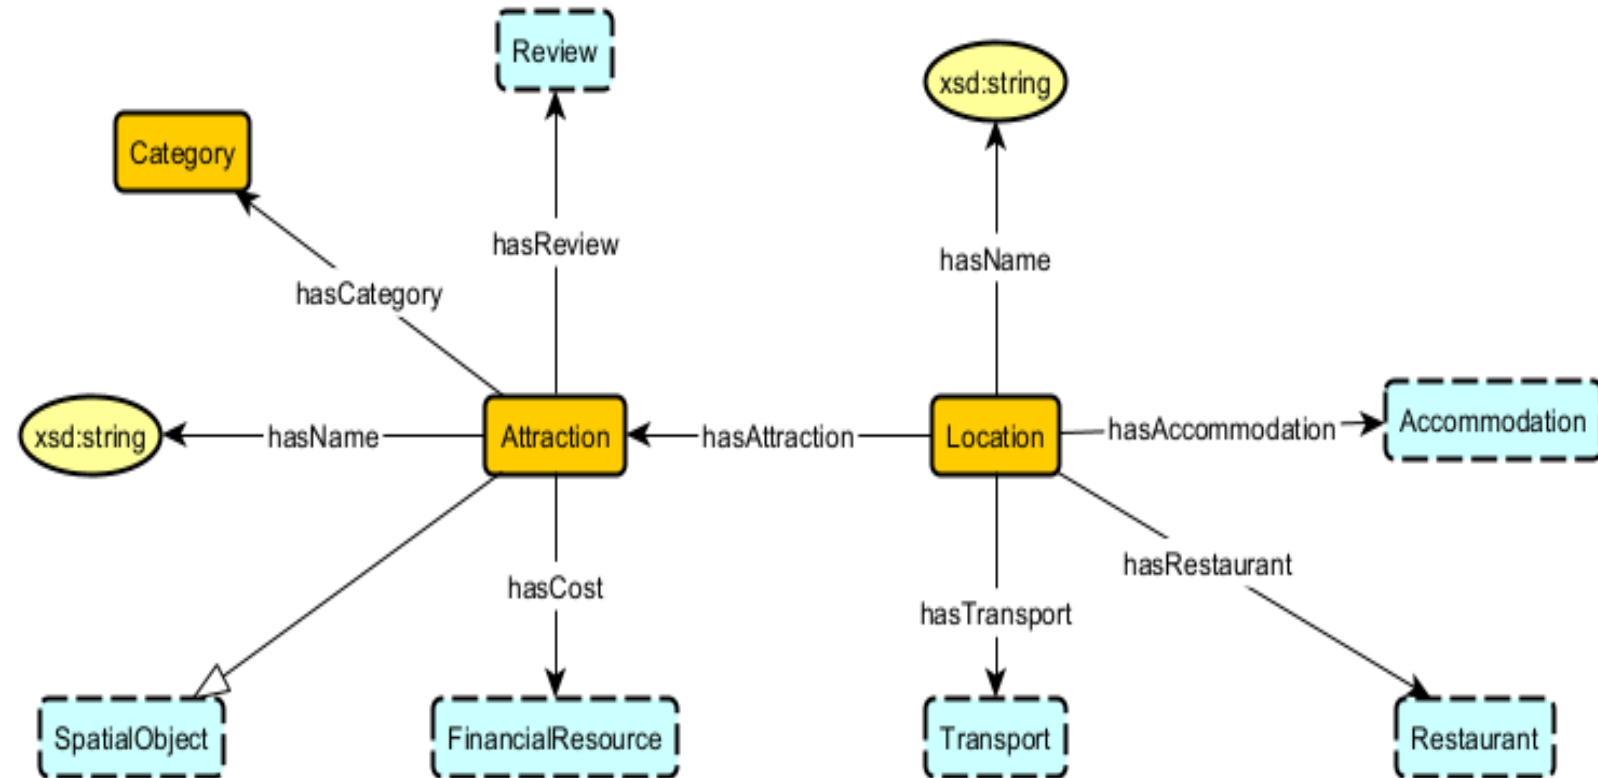 Review
xsd:string
Category
hasReview
hasName
hasCategory
Accommodation
xsd:string
hasName
Attraction
hasAttraction
Location
hasAccommodation
hasRestaurant
hasCost
hasTransport
SpatialObject
FinancialResource
Transport
Restaurant